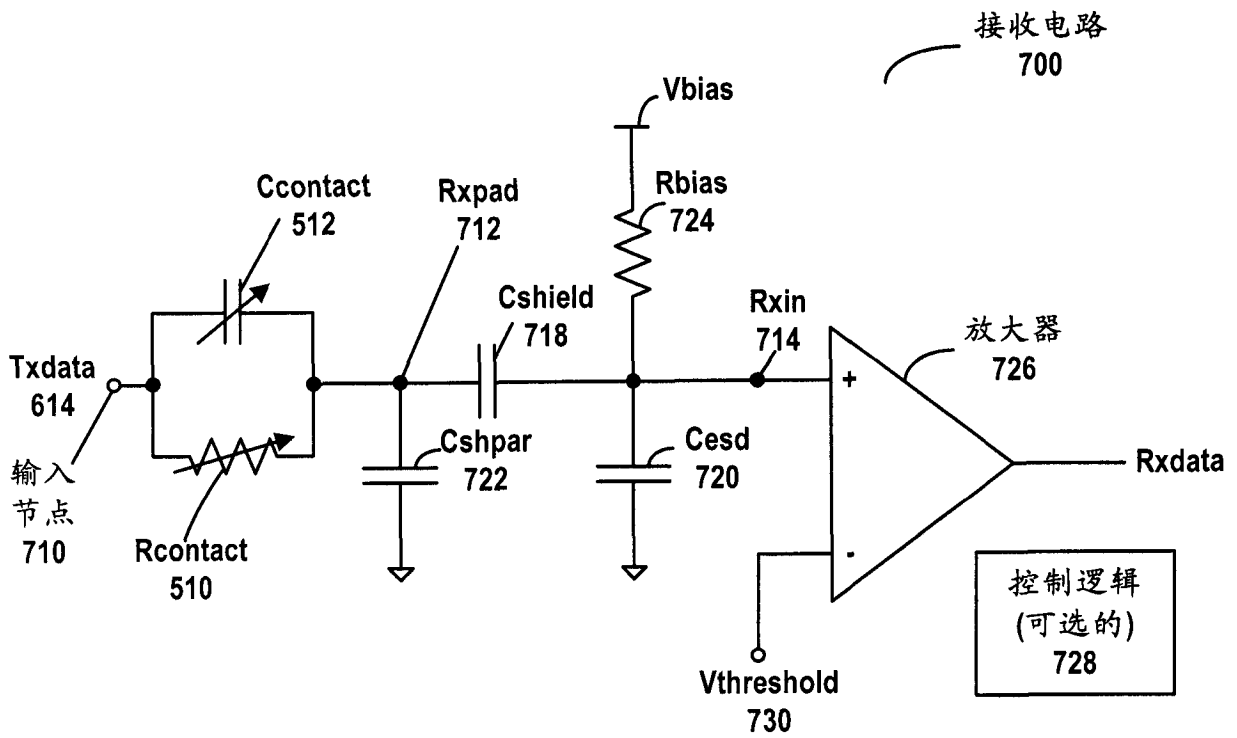 接收电路
700
Vbias
Ccontact
512
Rxpad
712
Rbias
724
Cshield
718
Rxin
714
放大器
726
Txdata
614
+
Cshpar
722
Cesd
720
Rxdata
输入
节点
710
Rcontact
510
-
控制逻辑
(可选的)
728
Vthreshold
730